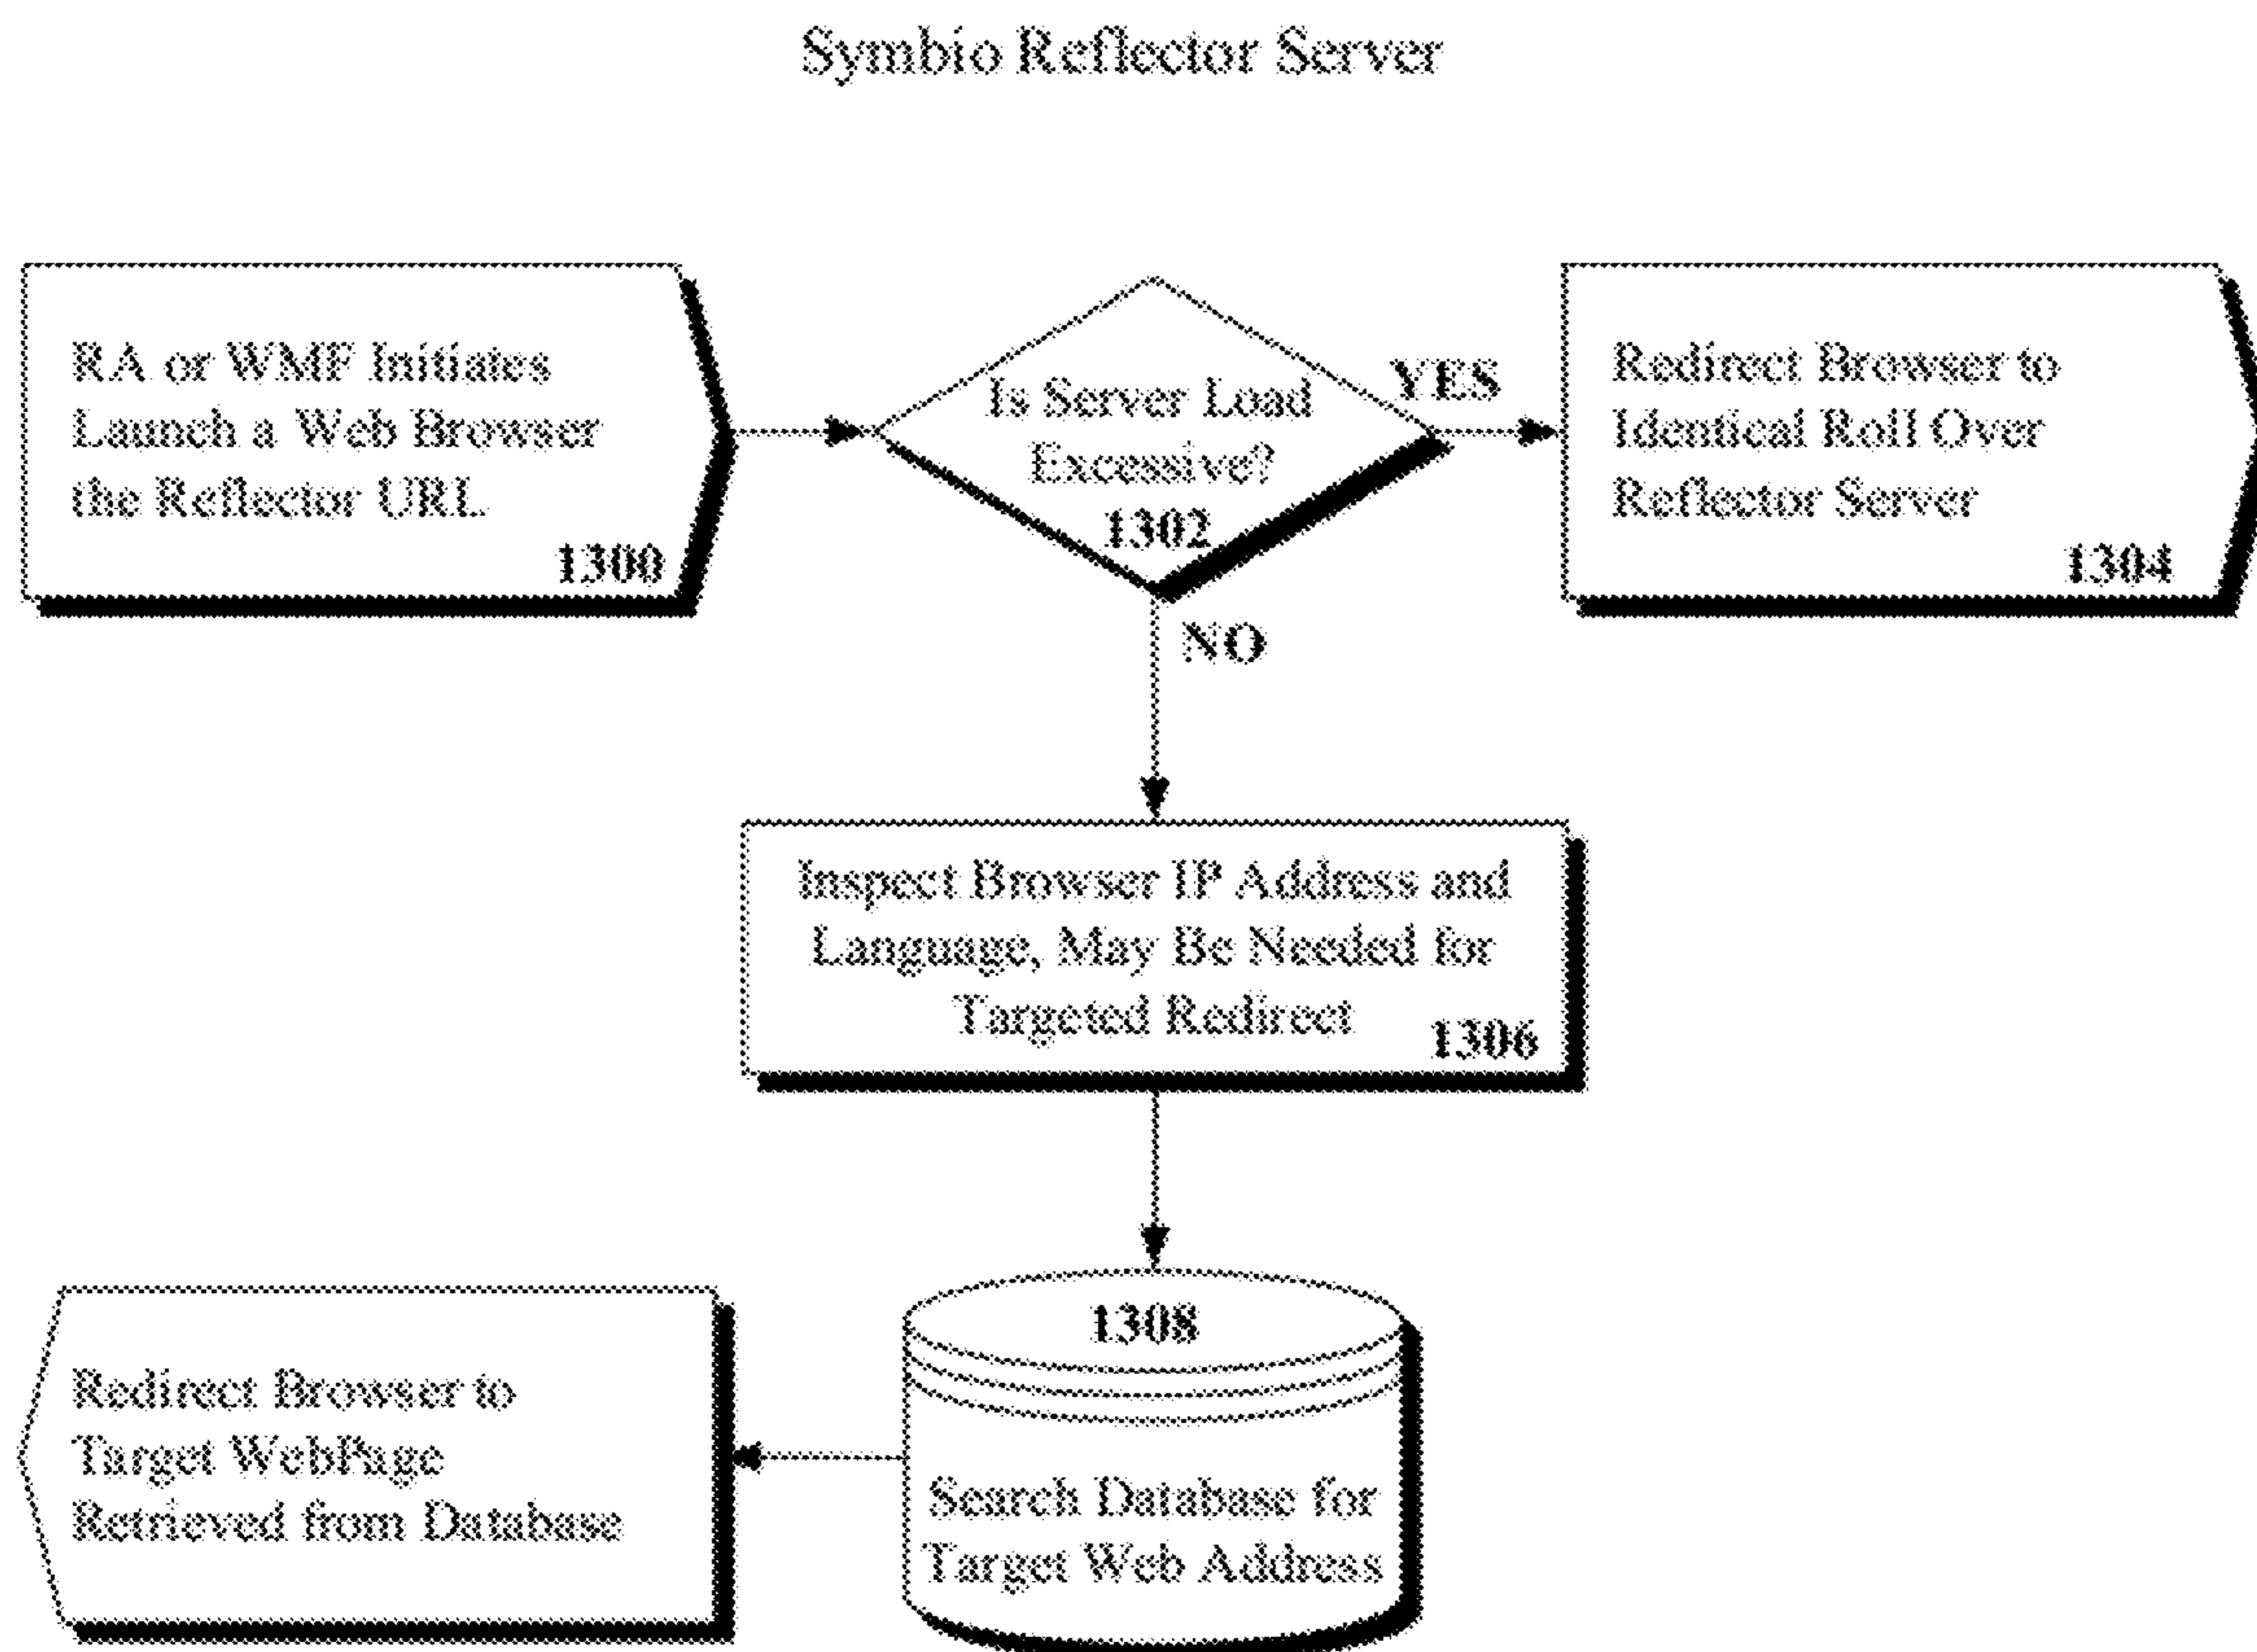 Symbio Reflector Server
RA or WMF Initiates
Launch a Web Browser
the Reflector URL
1300
Is Server Load
Excessive?
1302
YES
Redirect Browser to
Identical Roll Over
Reflector Server
1304
NO
Inspect Browser IP Address and
Language, May Be Needed for
Targeted Redirect
1306
1308
Search Database for
Target Web Address
Redirect Browser to
Target WebPage
Retrieved from Database